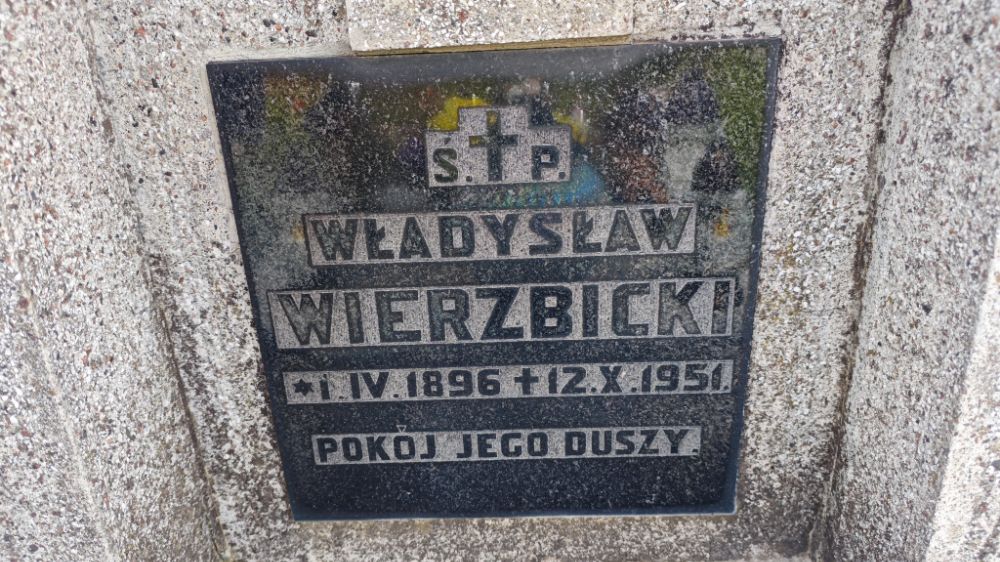 Ś. P.
WŁADYSŁAW
WIERZBICKI
*1.IV.1896 +12.X.1951.
POKÓJ JEGO DUSZY.